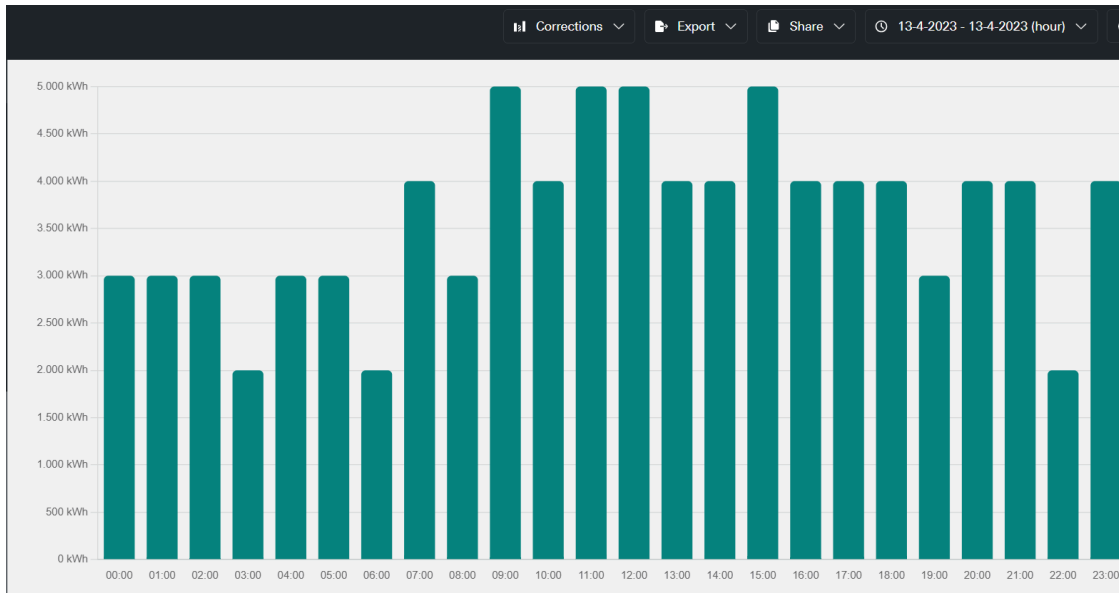 Corrections Export Share 13-4-2023 - 13-4-2023 (hour)
5.000 kWh
4.500 kWh
4.000 kWh
3.500 kWh
3.000 kWh
2.500 kWh
2.000 kWh
1.500 kWh
1.000 kWh
500 kWh
0 kWh
00:00 01:00 02:00 03:00 04:00 05:00 06:00 07:00 08:00 09:00 10:00 11:00 12:00 13:00 14:00 15:00 16:00 17:00 18:00 19:00 20:00 21:00 22:00 23:00